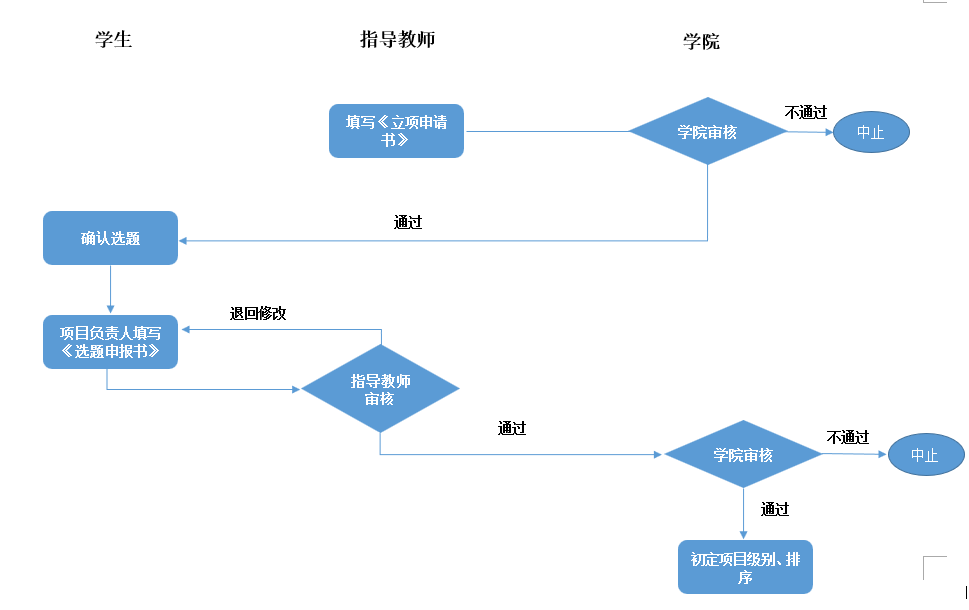 学生
指导教师
学院
填写《立项申请
书》
学院审核
不通过
中止
通过
确认选题
退回修改
项目负责人填写
《选题申报书》
指导教师
审核
通过
学院审核
不通过
中止
通过
初定项目级别、排
序